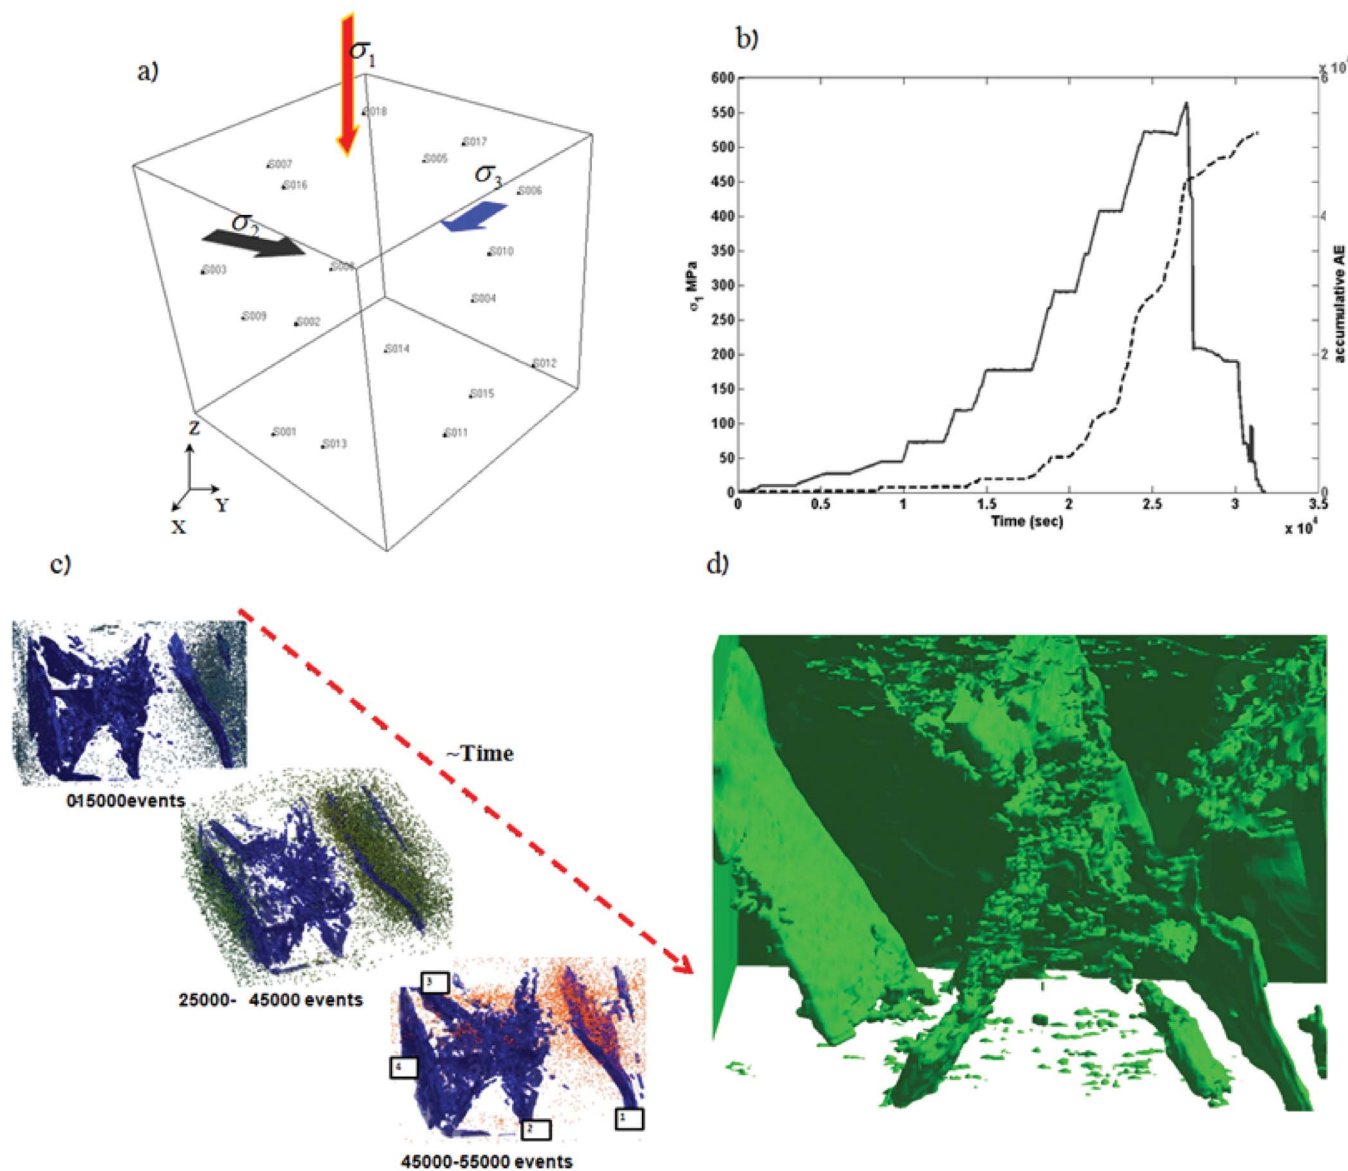 a)
σ1
S018
S017
S005
S007
S016
σ3
S006
σ2
S010
S003
S008
S004
S009
S002
S014
S012
S015
S001
S013
S011
Z
Y
X
b)
600
550
500
450
400
350
300
250
200
150
100
50
0
σ1 MPa
4
2
0
accumulative AE
0
0.5
1
1.5
2
2.5
3
3.5
Time (sec)
x 10^4
c)
015000events
~Time
25000- 45000 events
3
4
2
1
45000-55000 events
d)